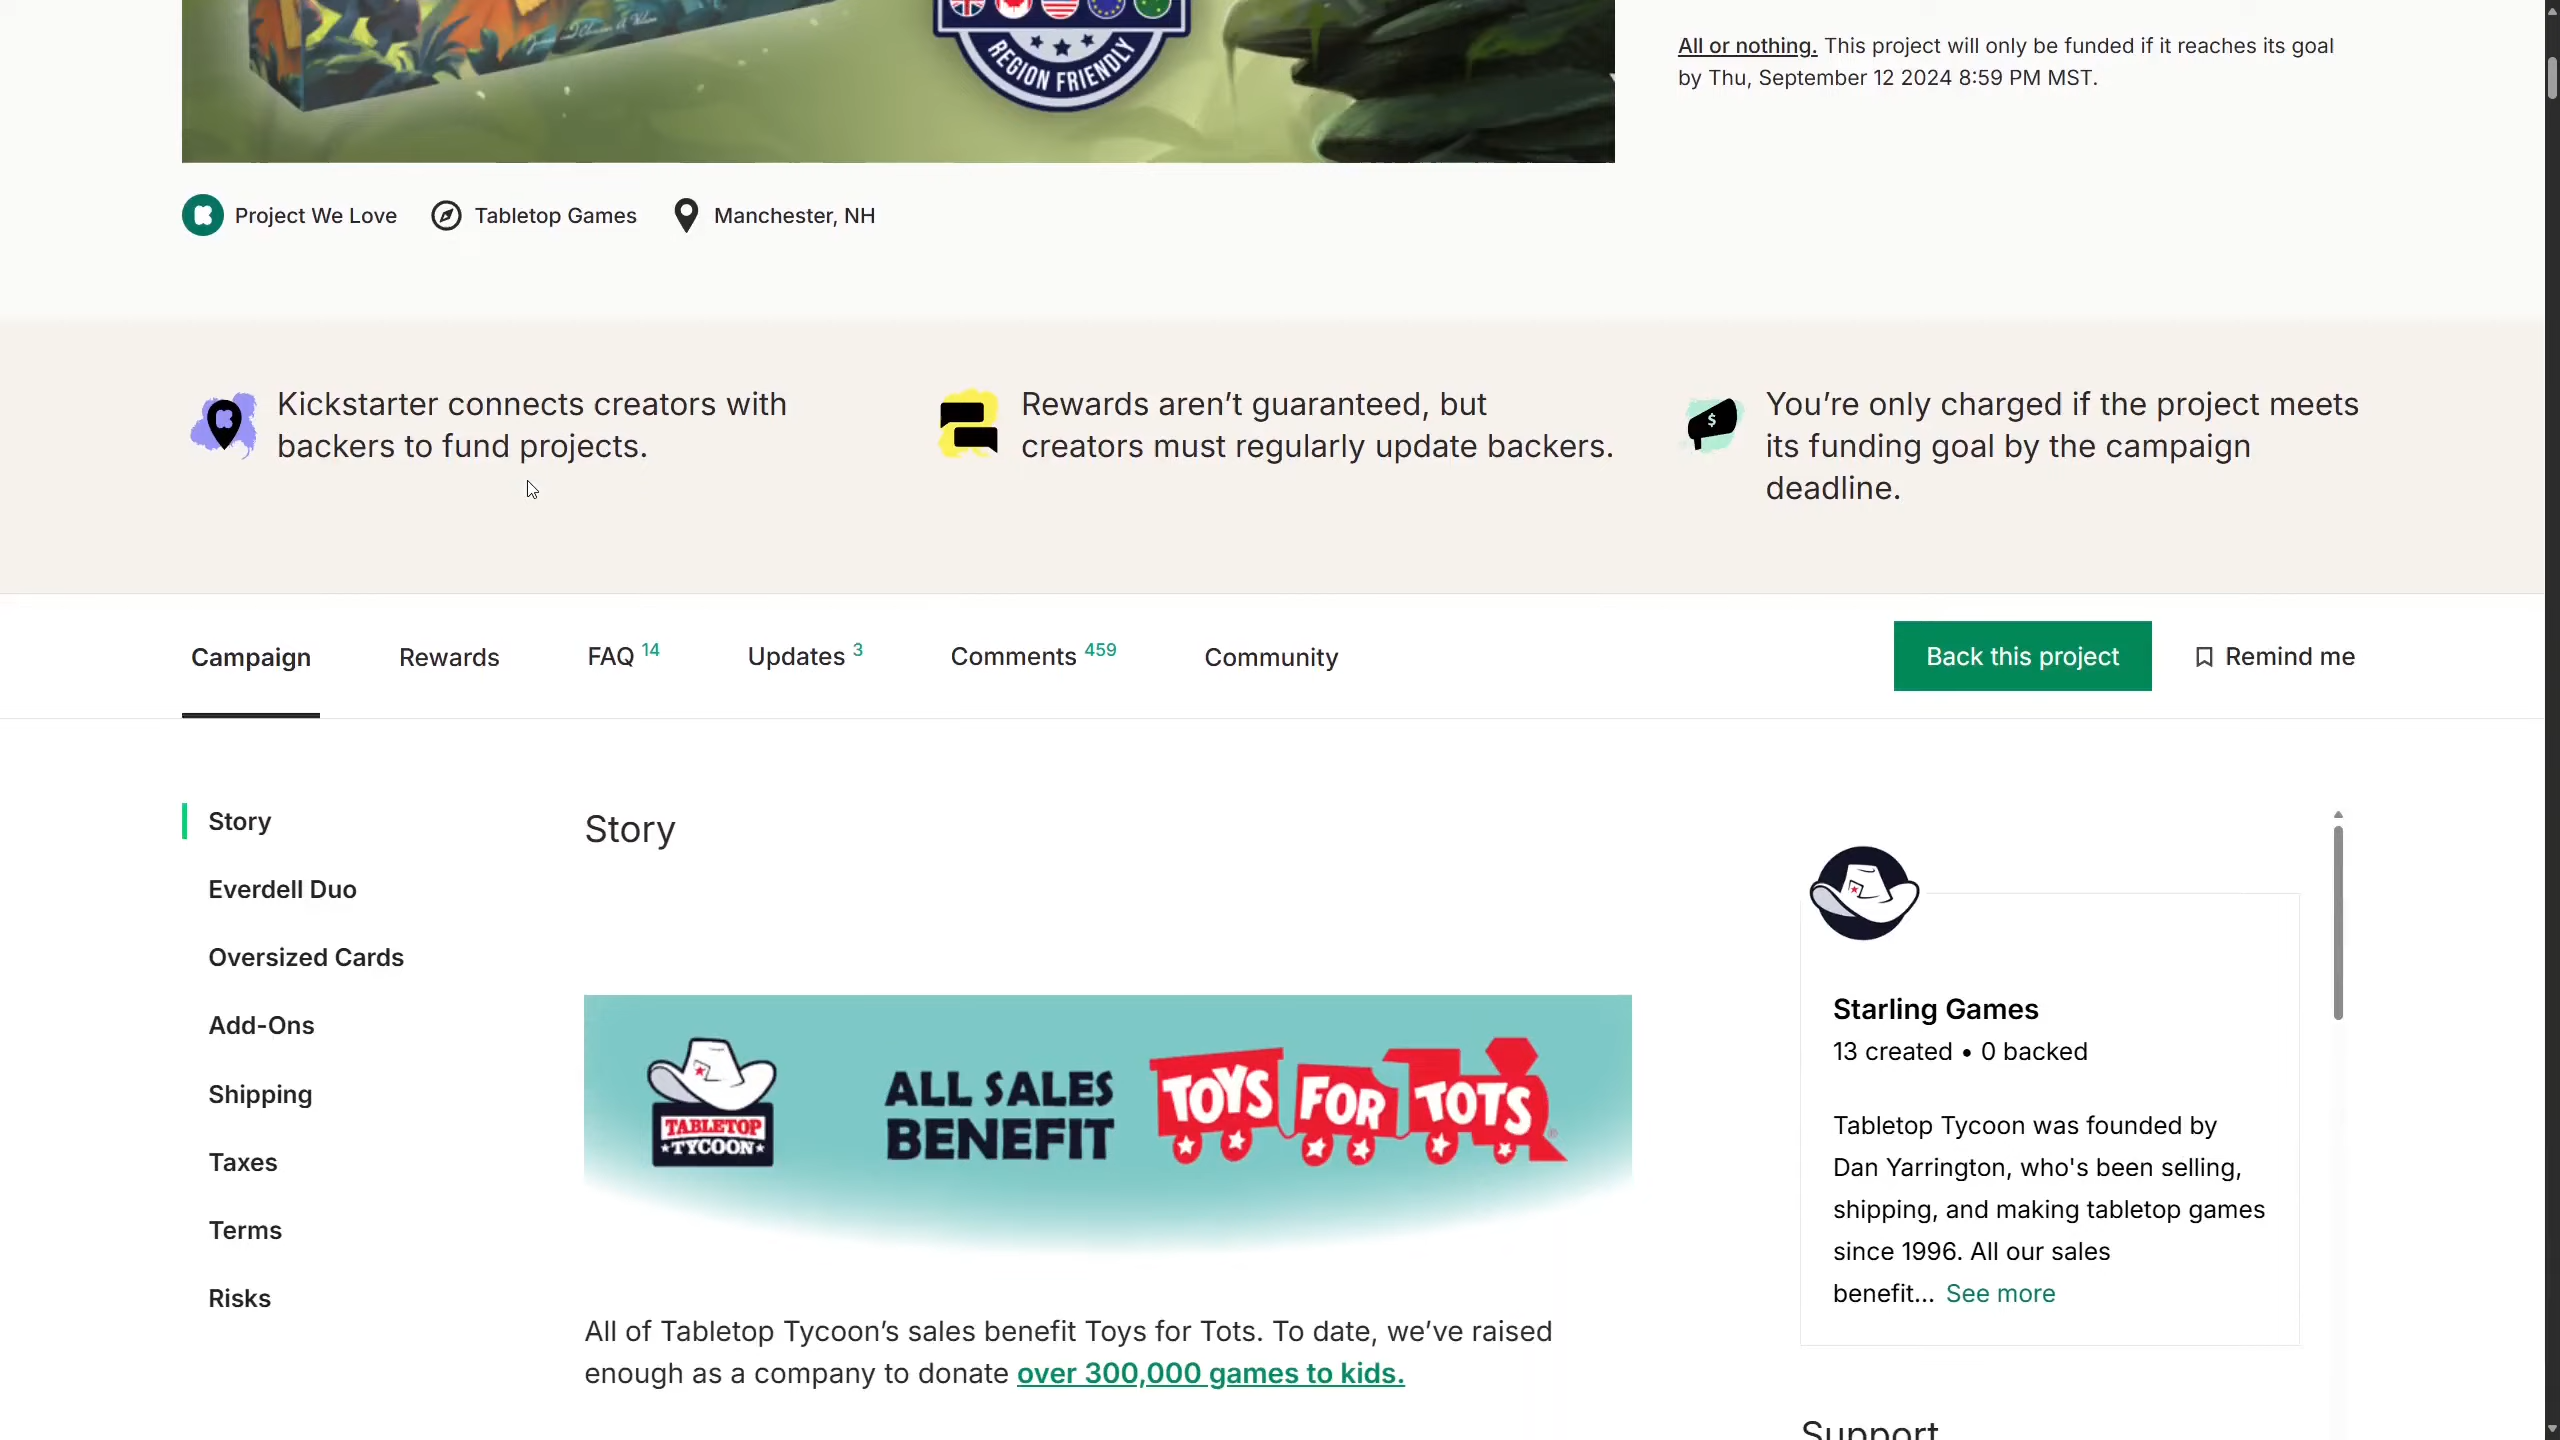 REGION FRIENDLY
All or nothing. This project will only be funded if it reaches its goal
by Thu, September 12 2024 8:59 PM MST.
Project We Love
Tabletop Games
Manchester, NH
Kickstarter connects creators with
backers to fund projects.
Rewards aren’t guaranteed, but
creators must regularly update backers.
$
You’re only charged if the project meets
its funding goal by the campaign
deadline.
Campaign
Rewards
FAQ 14
Updates 3
Comments 459
Community
Back this project
Remind me
Story
Everdell Duo
Oversized Cards
Add-Ons
Shipping
Taxes
Terms
Risks
Story
TABLETOP
TYCOON
ALL SALES
BENEFIT
TOYS FOR TOTS ®
All of Tabletop Tycoon’s sales benefit Toys for Tots. To date, we’ve raised
enough as a company to donate over 300,000 games to kids.
Starling Games
13 created • 0 backed
Tabletop Tycoon was founded by
Dan Yarrington, who's been selling,
shipping, and making tabletop games
since 1996. All our sales
benefit... See more
Support